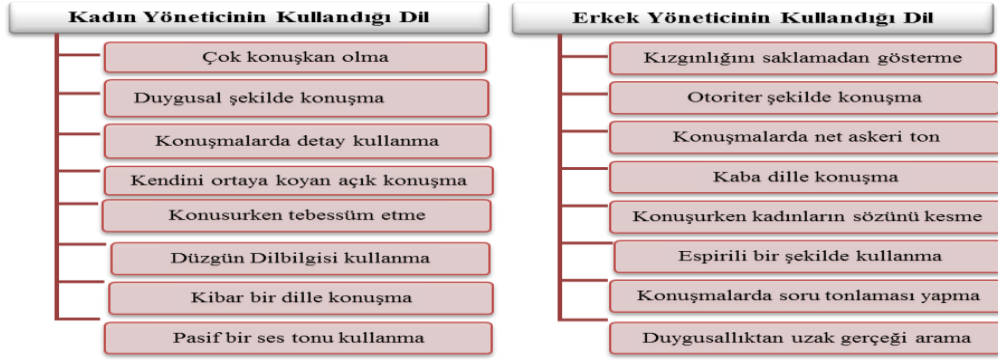 Kadın Yöneticinin Kullandığı Dil
Çok konuşkan olma
Duygusal şekilde konuşma
Konuşmalarda detay kullanma
Kendini ortaya koyan açık konuşma
Konusurken tebessüm etme
Düzgün Dilbilgisi kullanma
Kibar bir dille konuşma
Pasif bir ses tonu kullanma
Erkek Yöneticinin Kullandığı Dil
Kızgınlığını saklamadan gösterme
Otoriter şekilde konuşma
Konuşmalarda net askeri ton
Kaba dille konuşma
Konuşurken kadınların sözünü kesme
Espirili bir şekilde kullanma
Konuşmalarda soru tonlaması yapma
Duygusallıktan uzak gerçeği arama